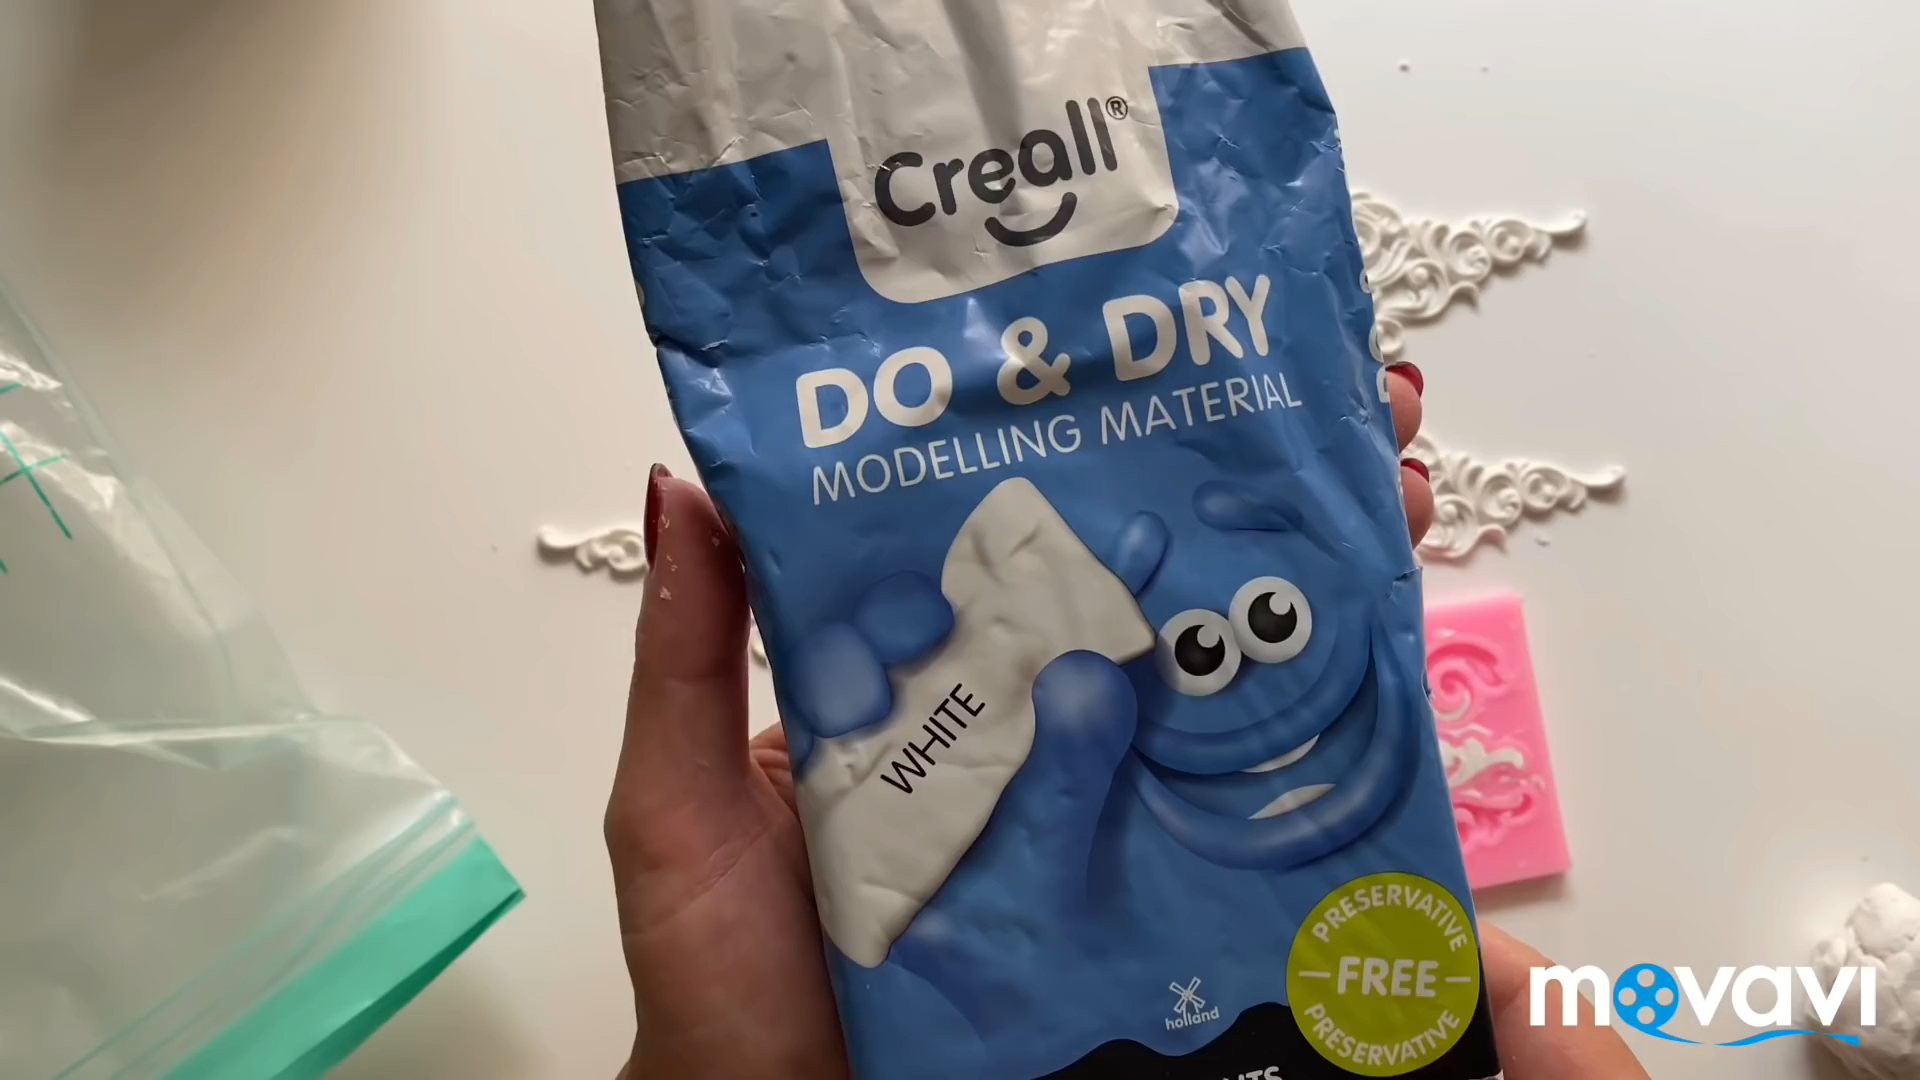 Creall®
DO & DRY
MODELLING MATERIAL
WHITE
PRESERVATIVE
FREE
PRESERVATIVE
holland
movavi